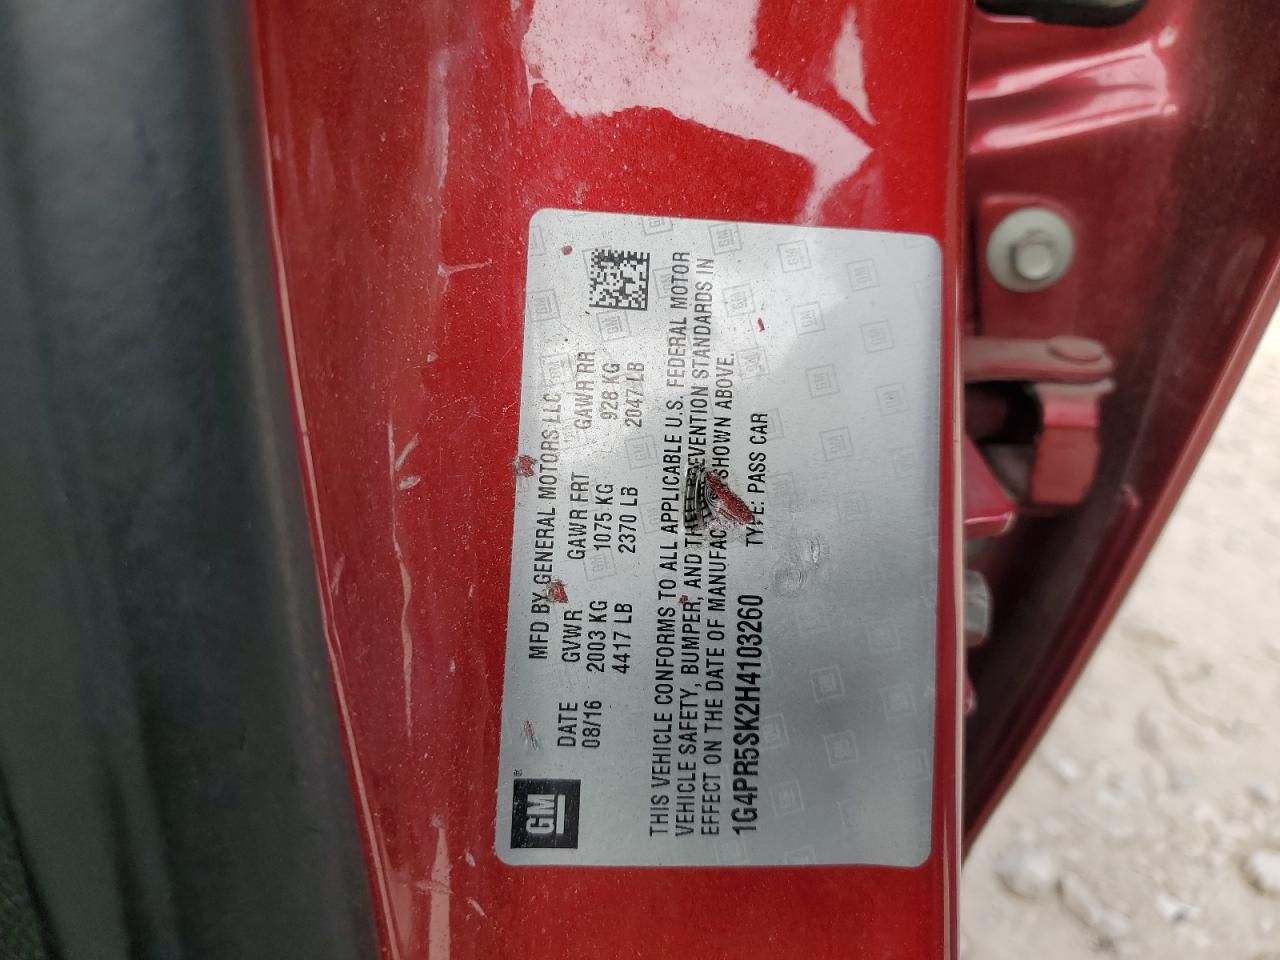 GM
MFD BY GENERAL MOTORS LLC
DATE GVWR GAWR FRT GAWR RR
08/16 2003 KG 1075 KG 928 KG
4417 LB 2370 LB 2047 LB
THIS VEHICLE CONFORMS TO ALL APPLICABLE U.S. FEDERAL MOTOR
VEHICLE SAFETY, BUMPER, AND THEFT PREVENTION STANDARDS IN
EFFECT ON THE DATE OF MANUFAC SHOWN ABOVE.
1G4PR5SK2H4103260 TYPE: PASS CAR